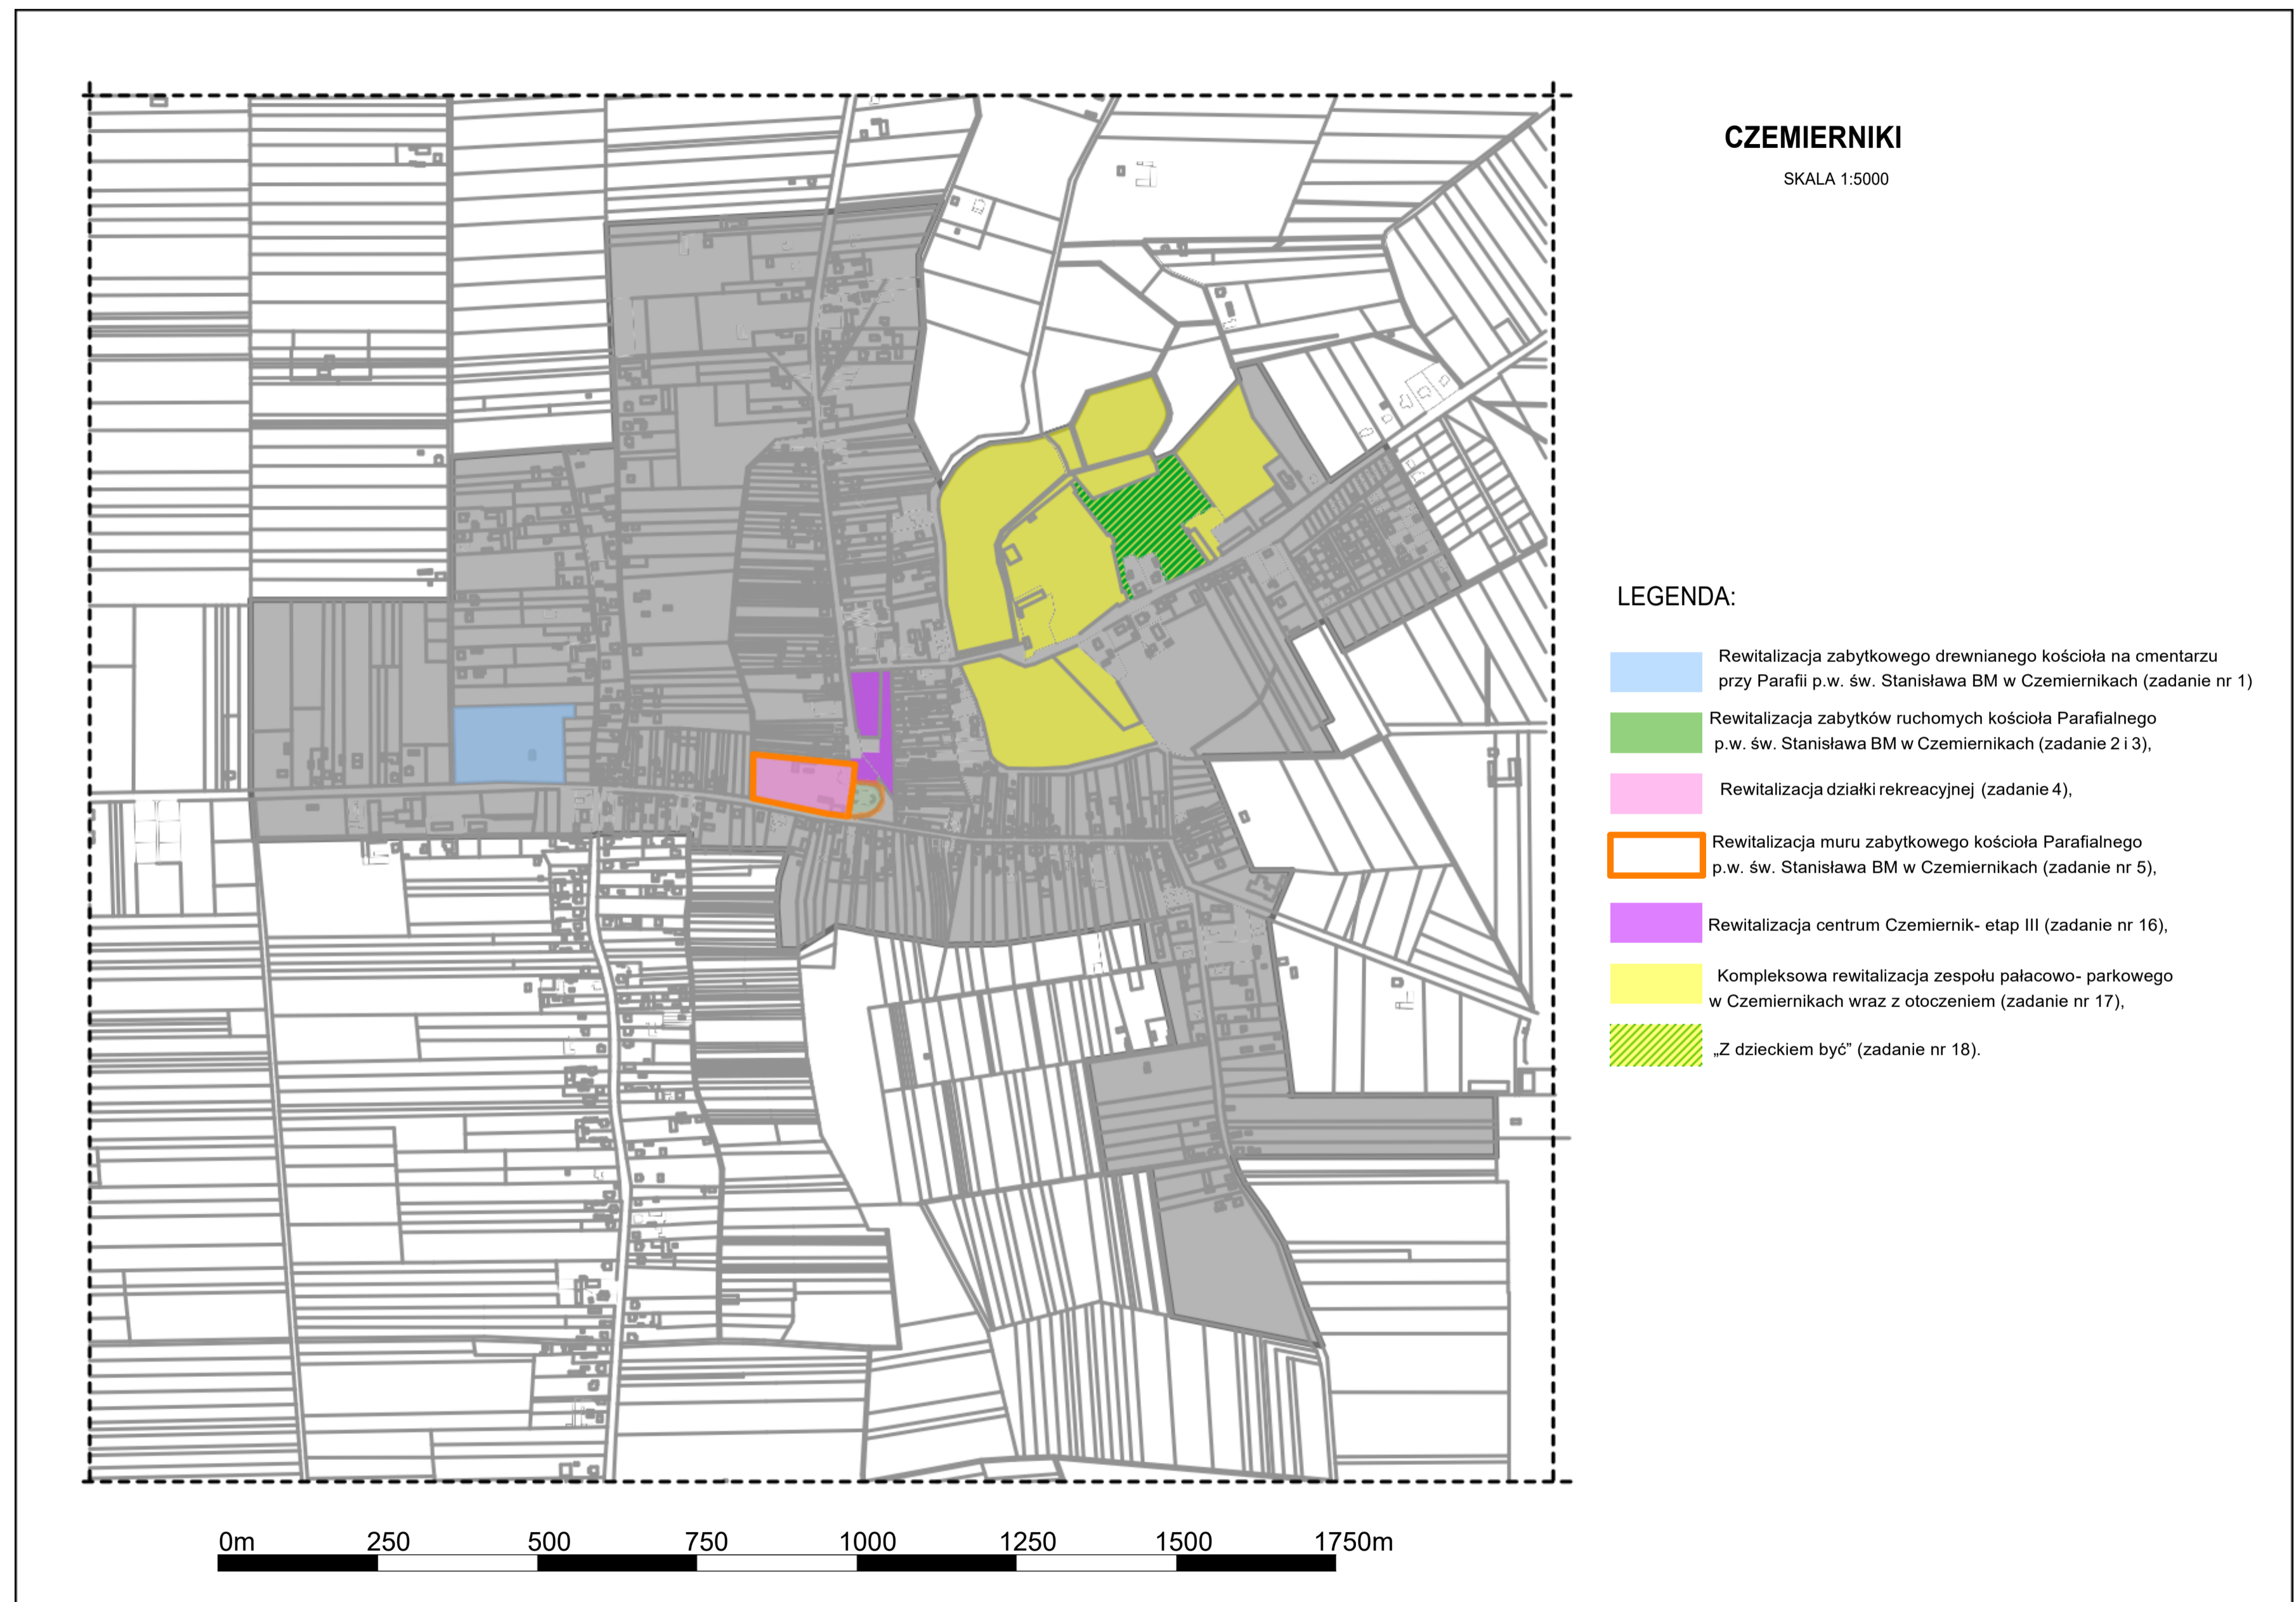 CZEMIERNIKI
SKALA 1:5000
LEGENDA:
Rewitalizacja zabytkowego drewnianego kościoła na cmentarzu
przy Parafii p.w. św. Stanisława BM w Czemiernikach (zadanie nr 1)
Rewitalizacja zabytków ruchomych kościoła Parafialnego
p.w. św. Stanisława BM w Czemiernikach (zadanie 2 i 3),
Rewitalizacja działki rekreacyjnej (zadanie 4),
Rewitalizacja muru zabytkowego kościoła Parafialnego
p.w. św. Stanisława BM w Czemiernikach (zadanie nr 5),
Rewitalizacja centrum Czemiernik- etap III (zadanie nr 16),
Kompleksowa rewitalizacja zespołu pałacowo- parkowego
w Czemiernikach wraz z otoczeniem (zadanie nr 17),
„Z dzieckiem być” (zadanie nr 18).
0m 250 500 750 1000 1250 1500 1750m